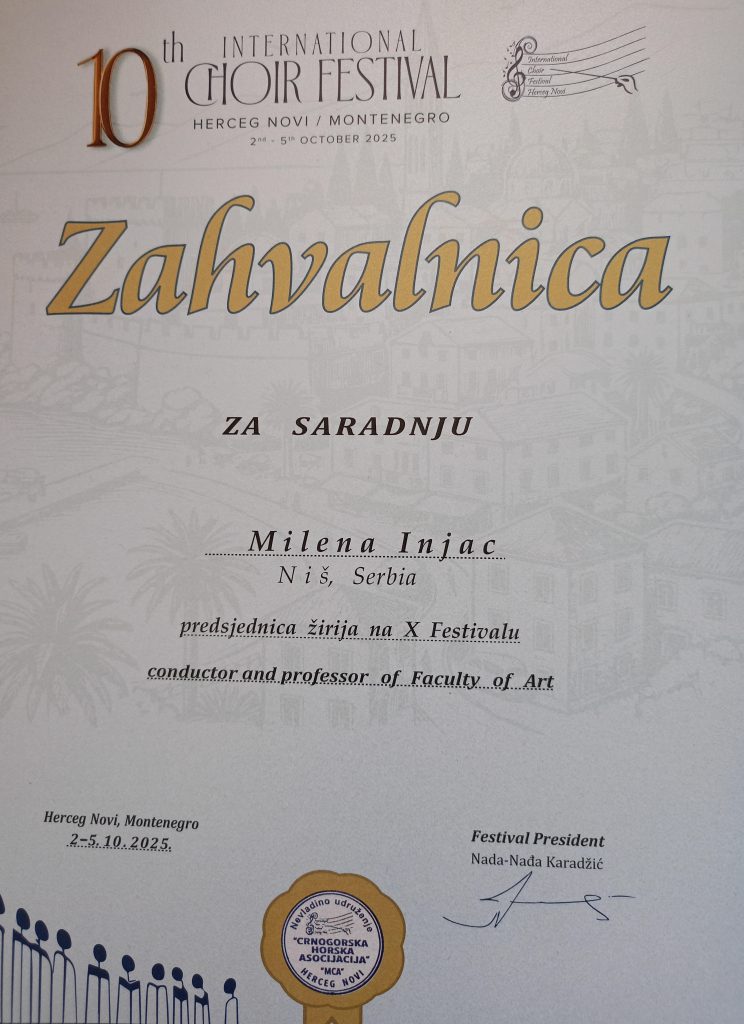 10th INTERNATIONAL
CHOIR FESTIVAL
HERCEG NOVI / MONTENEGRO
2nd - 5th OCTOBER 2025
International
Choir
Festival
Herceg Novi
Zahvalnica
ZA SARADNJU
Milena Injac
Niš, Serbia
predsjednica žirija na X Festivalu
conductor and professor of Faculty of Art
Herceg Novi, Montenegro
2-5.10.2025.
Festival President
Nada-Nađa Karadžić
Nevladino udruženje
"CRNOGORSKA
HORSKA
ASOCIJACIJA"
"MCA"
HERCEG NOVI